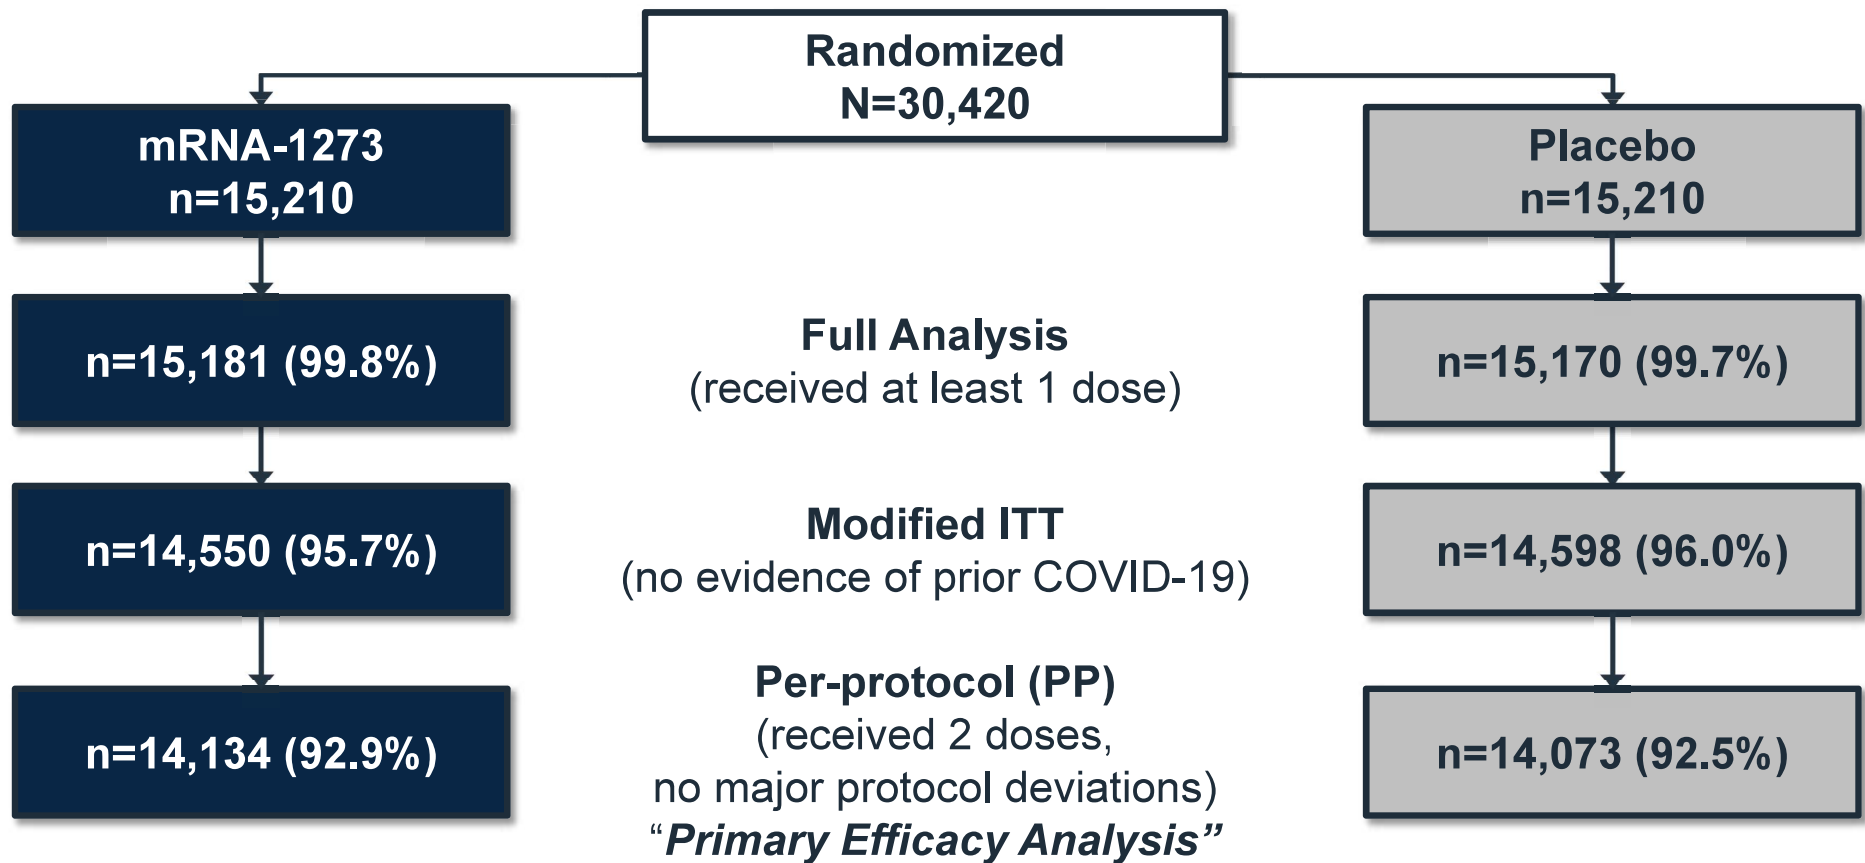 Randomized
N=30,420
mRNA-1273
n=15,210
Placebo
n=15,210
n=15,181 (99.8%)
Full Analysis
(received at least 1 dose)
n=15,170 (99.7%)
n=14,550 (95.7%)
Modified ITT
(no evidence of prior COVID-19)
n=14,598 (96.0%)
n=14,134 (92.9%)
Per-protocol (PP)
(received 2 doses,
no major protocol deviations)
“Primary Efficacy Analysis”
n=14,073 (92.5%)